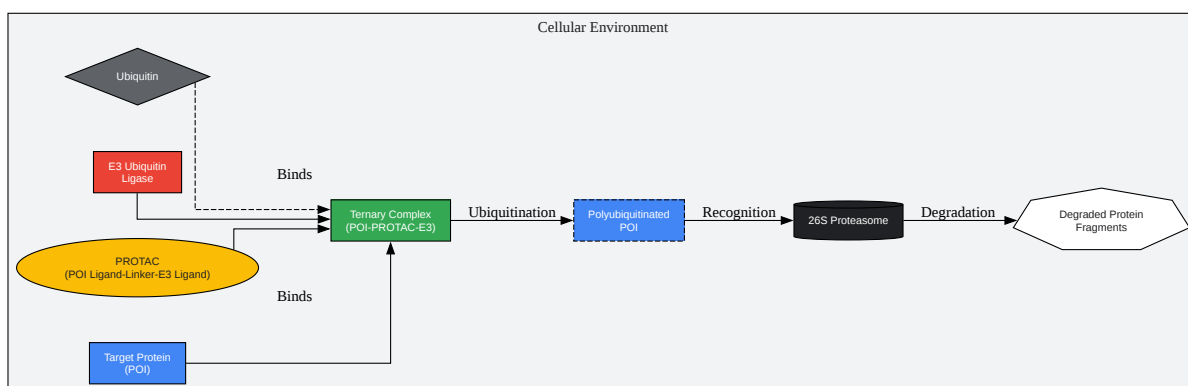 Cellular Environment
Ubiquitin
E3 Ubiquitin
Ligase
Binds
Ternary Complex
(POI-PROTAC-E3)
Ubiquitination
Polyubiquitinated
POI
Recognition
26S Proteasome
Degradation
Degraded Protein
Fragments
PROTAC
(POI Ligand-Linker-E3 Ligand)
Binds
Target Protein
(POI)